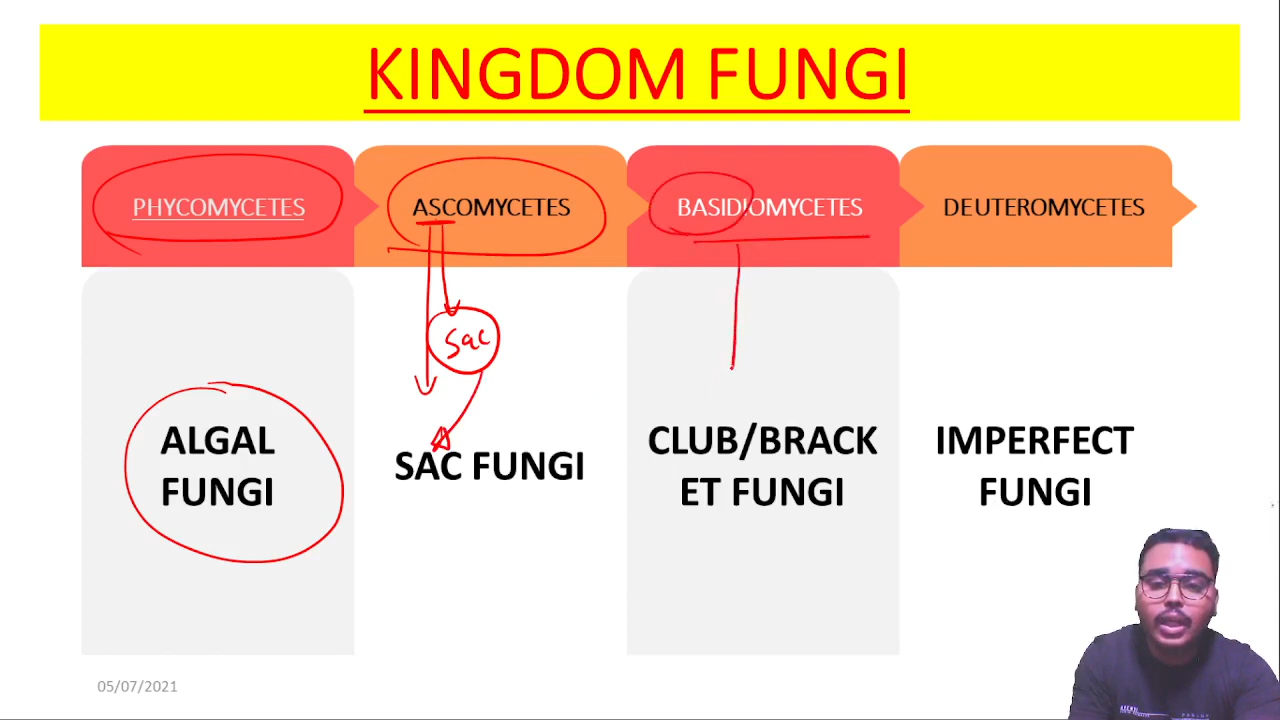 KINGDOM FUNGI
PHYCOMYCETES
ASCOMYCETES
BASIDIOMYCETES
DEUTEROMYCETES
Sac
ALGAL
FUNGI
SAC FUNGI
CLUB/BRACK
ET FUNGI
IMPERFECT
FUNGI
05/07/2021